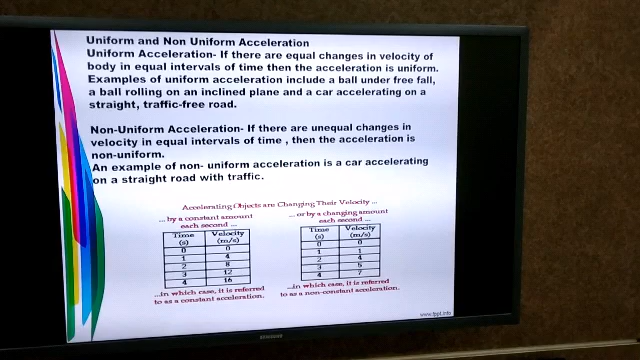 Uniform and Non Uniform Acceleration
Uniform Acceleration- If there are equal changes in velocity of
body in equal intervals of time then the acceleration is uniform.
Examples of uniform acceleration include a ball under free fall,
a ball rolling on an inclined plane and a car accelerating on a
straight, traffic-free road.
Non-Uniform Acceleration- If there are unequal changes in
velocity in equal intervals of time , then the acceleration is
non-uniform.
An example of non- uniform acceleration is a car accelerating
on a straight road with traffic.
Accelerating Objects are Changing Their Velocity ...
... by a constant amount
each second ...
Time Velocity
(s) (m/s)
0 0
1 4
2 8
3 12
4 16
...in which case, it is referred
to as a constant acceleration.
... or by a changing amount
each second ...
Time Velocity
(s) (m/s)
0 0
1 1
2 4
3 5
4 7
...in which case, it is referred
to as a non-constant acceleration.
www.fppt.info
SAMSUNG